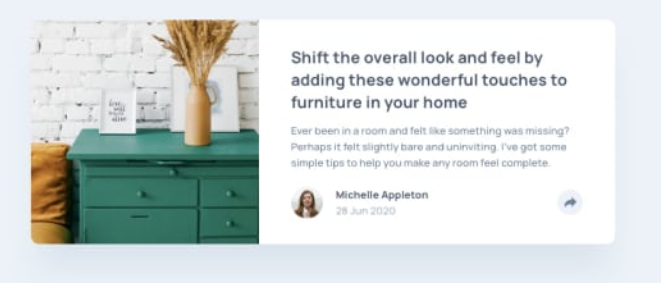 Shift the overall look and feel by
adding these wonderful touches to
furniture in your home
Ever been in a room and felt like something was missing?
Perhaps it felt slightly bare and uninviting. I've got some
simple tips to help you make any room feel complete.
Michelle Appleton
28 Jun 2020